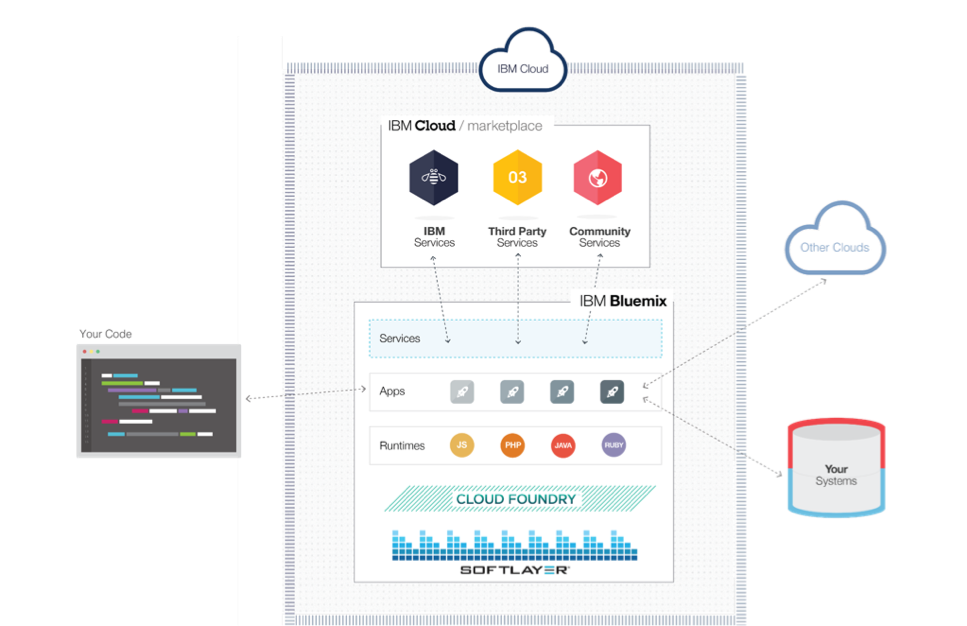 IBM Cloud
IBM Cloud / marketplace
03
IBM
Services
Third Party
Services
Community
Services
Other Clouds
IBM Bluemix
Your Code
Services
Apps
Runtimes
JS
PHP
JAVA
RUBY
Your
Systems
CLOUD FOUNDRY
SOFTLAYER